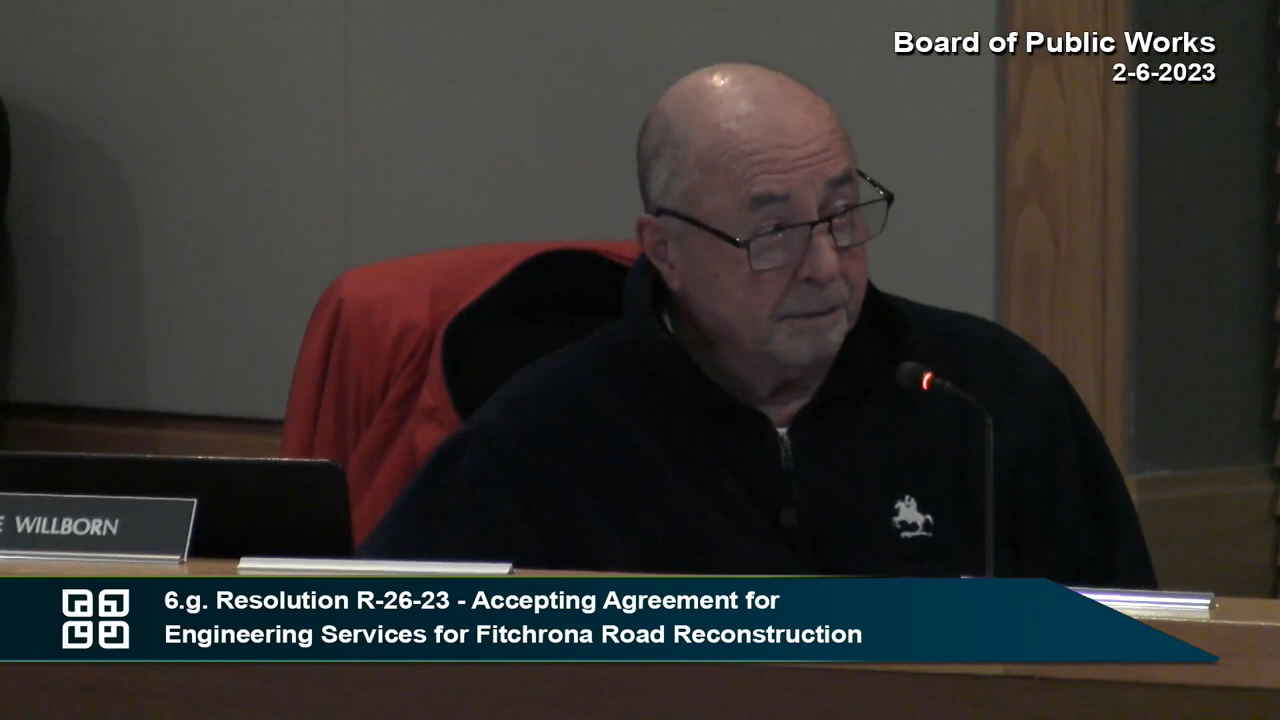 Board of Public Works
2-6-2023
E WILLBORN
6.g. Resolution R-26-23 - Accepting Agreement for
Engineering Services for Fitchrona Road Reconstruction